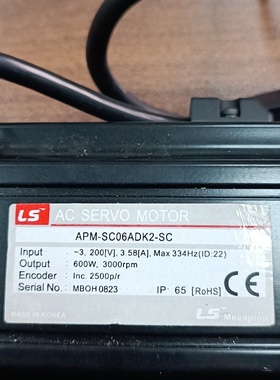 LS AC SERVO MOTOR
APM-SC06ADK2-SC
Input : ~3, 200[V], 3.58[A], Max 334Hz(ID:22)
Output : 600W, 3000rpm
Encoder : Inc. 2500p/r
Serial No. : MBOH0823 IP: 65 [RoHS] CE
MADE IN KOREA LS Mecapion